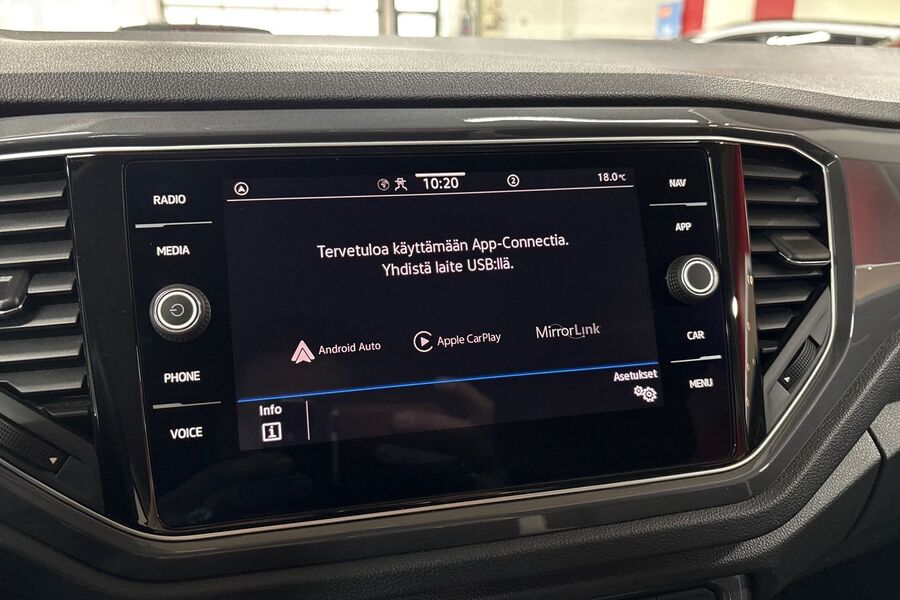 RADIO
MEDIA
PHONE
VOICE
10:20
2
18.0°C
Tervetuloa käyttämään App-Connectia.
Yhdistä laite USB:llä.
Android Auto
Apple CarPlay
MirrorLink
Info
Asetukset
NAV
APP
CAR
MENU